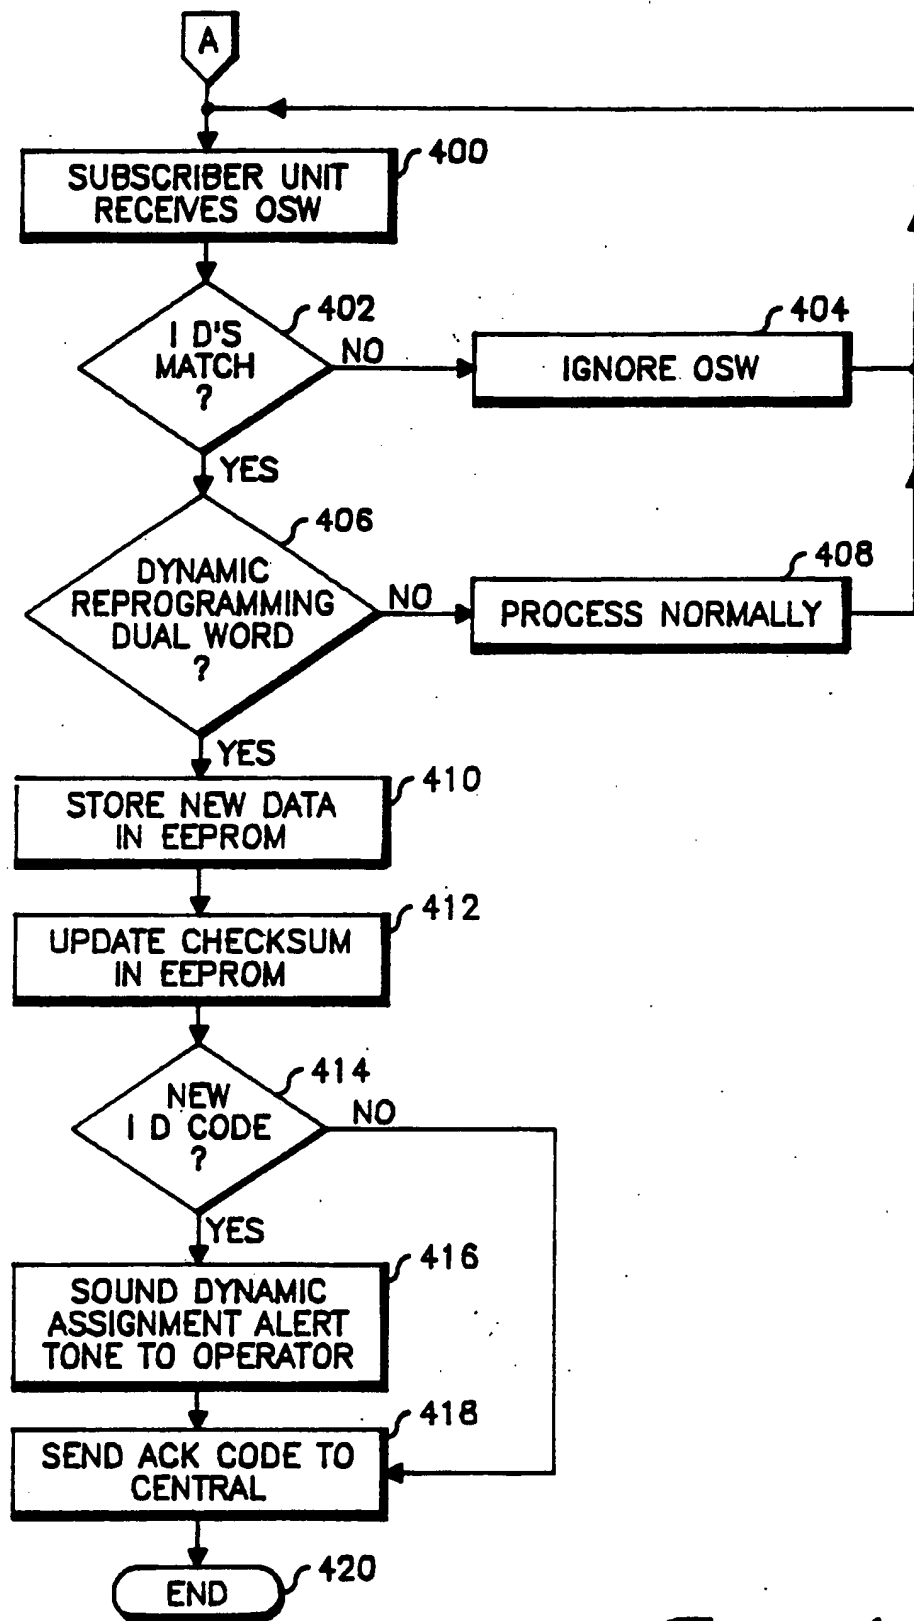 A
400
SUBSCRIBER UNIT
RECEIVES OSW
402
I D'S
MATCH
?
NO
404
IGNORE OSW
YES
406
DYNAMIC
REPROGRAMMING
DUAL WORD
?
NO
408
PROCESS NORMALLY
YES
410
STORE NEW DATA
IN EEPROM
412
UPDATE CHECKSUM
IN EEPROM
414
NEW
I D CODE
?
NO
YES
416
SOUND DYNAMIC
ASSIGNMENT ALERT
TONE TO OPERATOR
418
SEND ACK CODE TO
CENTRAL
420
END